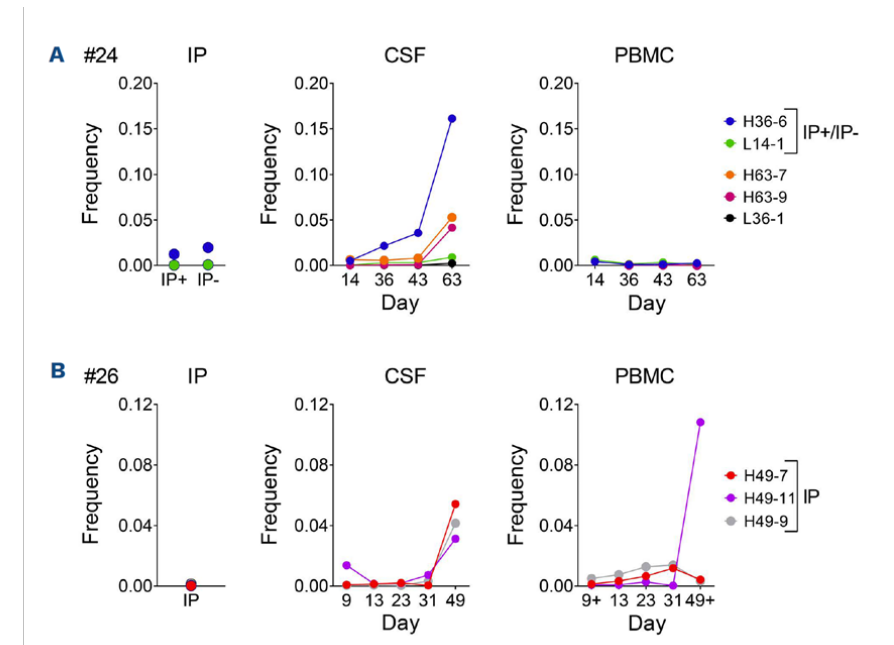 A #24 IP CSF PBMC
0.20 0.20 0.20
0.15 0.15 0.15
0.10 0.10 0.10
0.05 0.05 0.05
0.00 0.00 0.00
Frequency Frequency Frequency
IP+ IP- 14 36 43 63 14 36 43 63
Day Day
H36-6
L14-1
IP+/IP-
H63-7
H63-9
L36-1
B #26 IP CSF PBMC
0.12 0.12 0.12
0.08 0.08 0.08
0.04 0.04 0.04
0.00 0.00 0.00
Frequency Frequency Frequency
IP 9 13 23 31 49 9+ 13 23 31 49+
Day Day
H49-7
H49-11
H49-9
IP